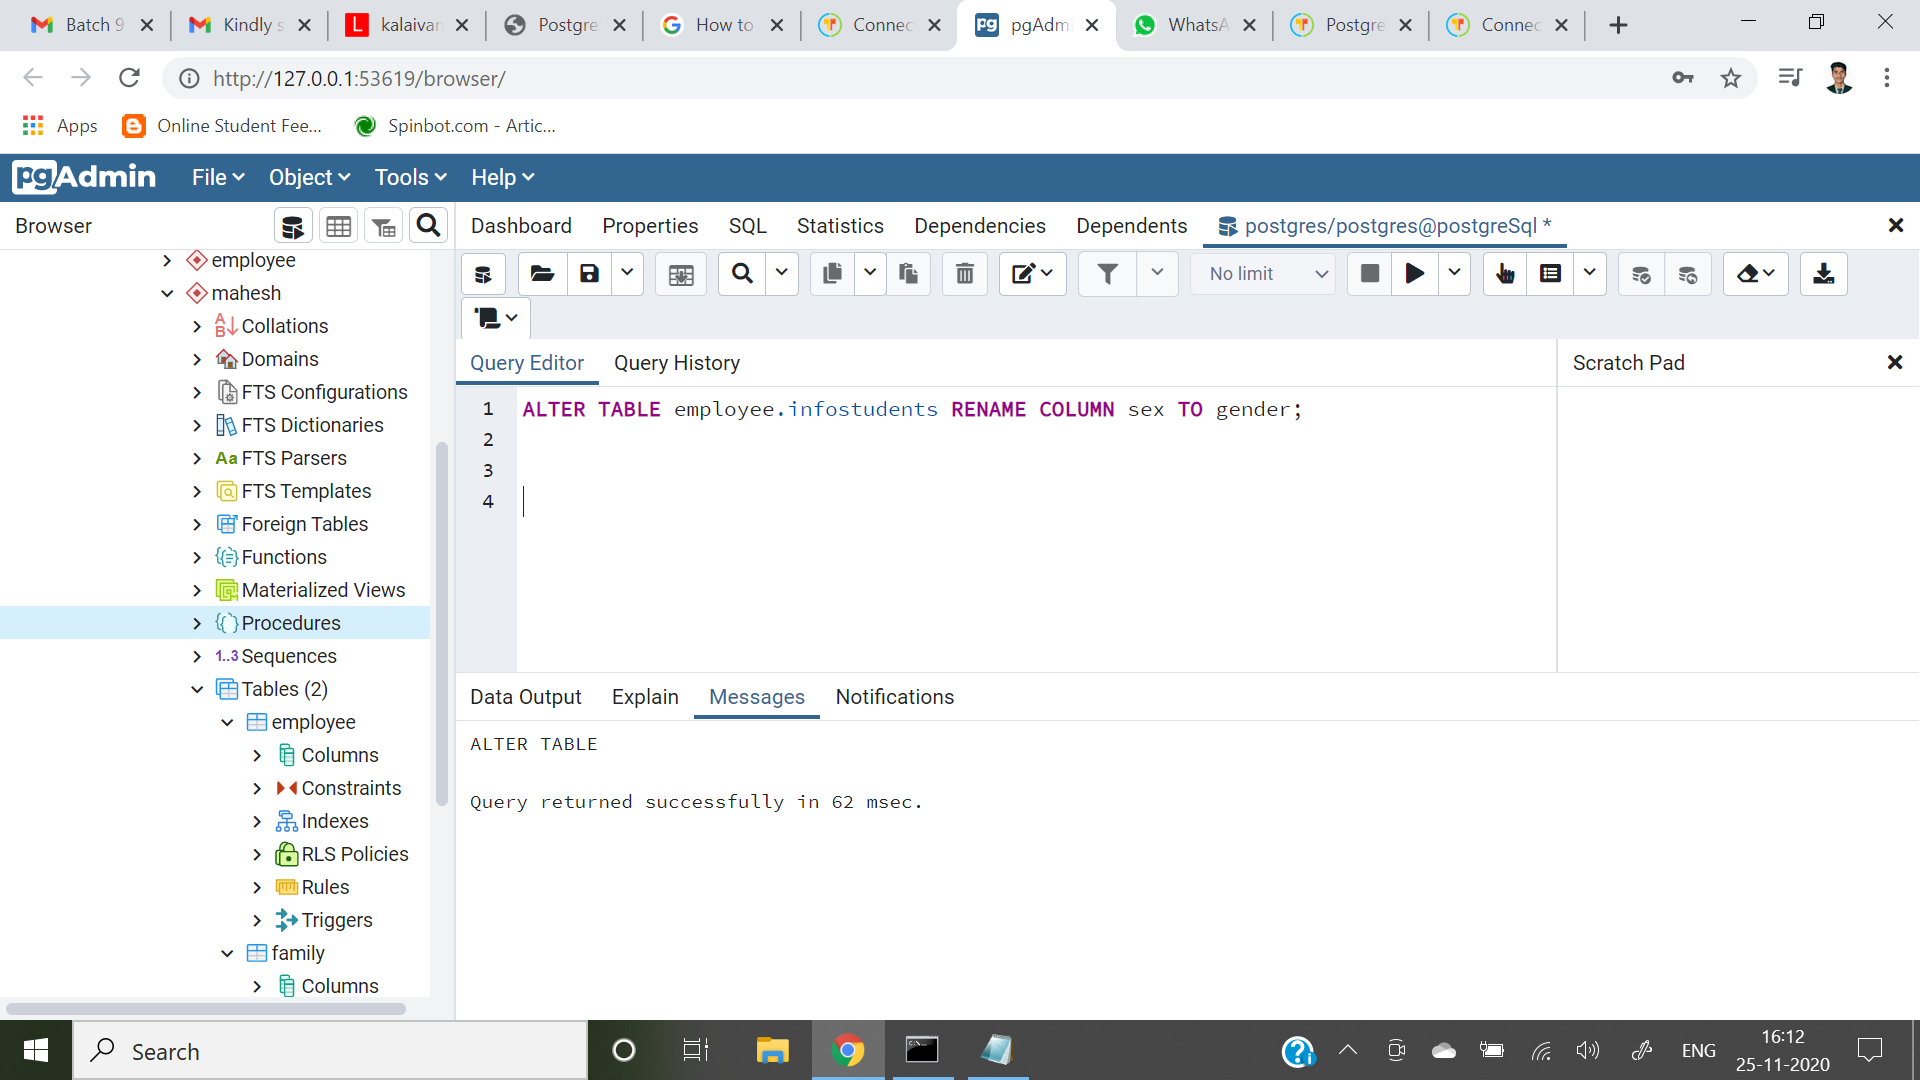 Batch 9
Kindly s
kalaivan
Postgre
How to
Connec
pgAdmi
WhatsA
Postgre
Connec
http://127.0.0.1:53619/browser/
Apps
Online Student Fee...
Spinbot.com - Artic...
pgAdmin
File
Object
Tools
Help
Browser
Dashboard
Properties
SQL
Statistics
Dependencies
Dependents
postgres/postgres@postgreSql *
No limit
employee
mahesh
Collations
Domains
FTS Configurations
FTS Dictionaries
Aa FTS Parsers
FTS Templates
Foreign Tables
Functions
Materialized Views
Procedures
1..3 Sequences
Tables (2)
employee
Columns
Constraints
Indexes
RLS Policies
Rules
Triggers
family
Columns
Query Editor
Query History
Scratch Pad
1 ALTER TABLE employee.infostudents RENAME COLUMN sex TO gender;
2
3
4
Data Output
Explain
Messages
Notifications
ALTER TABLE
Query returned successfully in 62 msec.
Search
ENG
16:12
25-11-2020